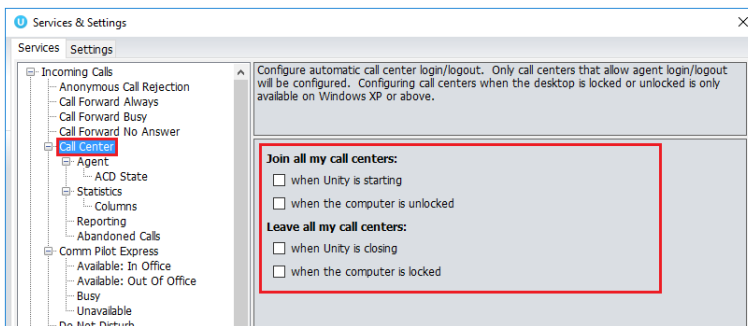 Services & Settings
Services Settings
Incoming Calls
Anonymous Call Rejection
Call Forward Always
Call Forward Busy
Call Forward No Answer
Call Center
Agent
ACD State
Statistics
Columns
Reporting
Abandoned Calls
Comm Pilot Express
Available: In Office
Available: Out Of Office
Busy
Unavailable
Do Not Disturb
Configure automatic call center login/logout. Only call centers that allow agent login/logout
will be configured. Configuring call centers when the desktop is locked or unlocked is only
available on Windows XP or above.
Join all my call centers:
when Unity is starting
when the computer is unlocked
Leave all my call centers:
when Unity is closing
when the computer is locked